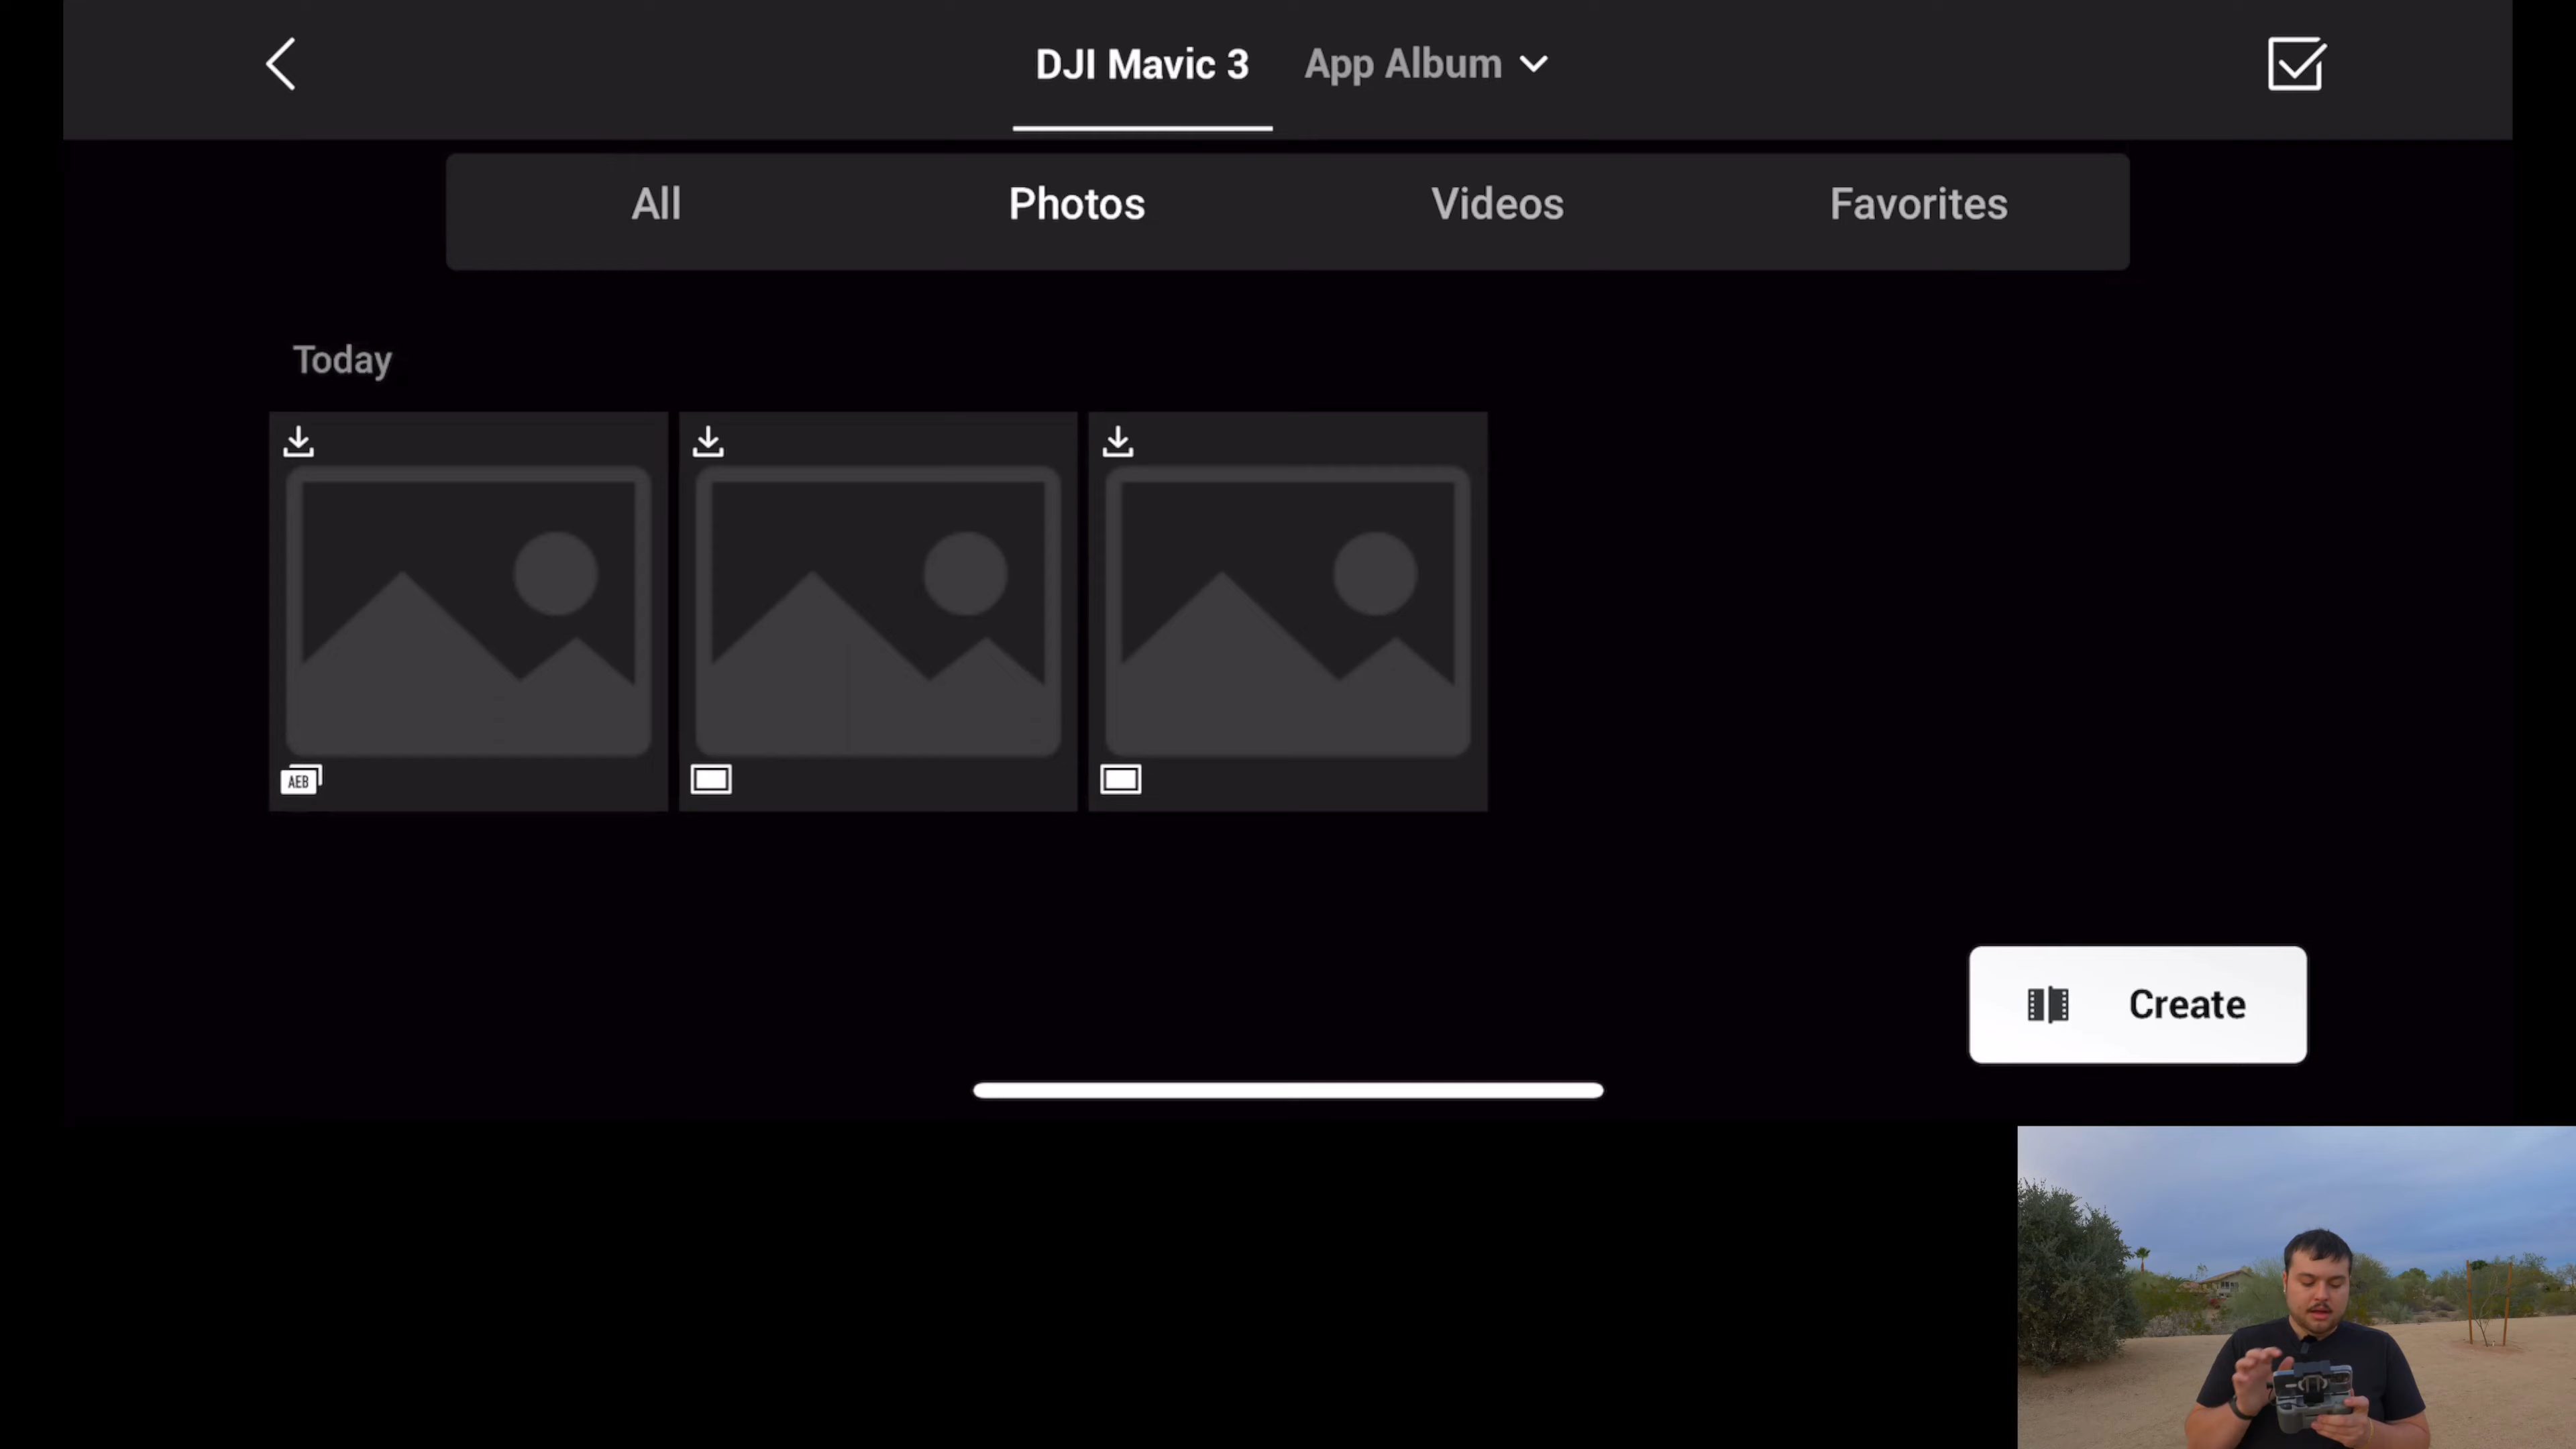 DJI Mavic 3 App Album
All Photos Videos Favorites
Today
AEB
Create